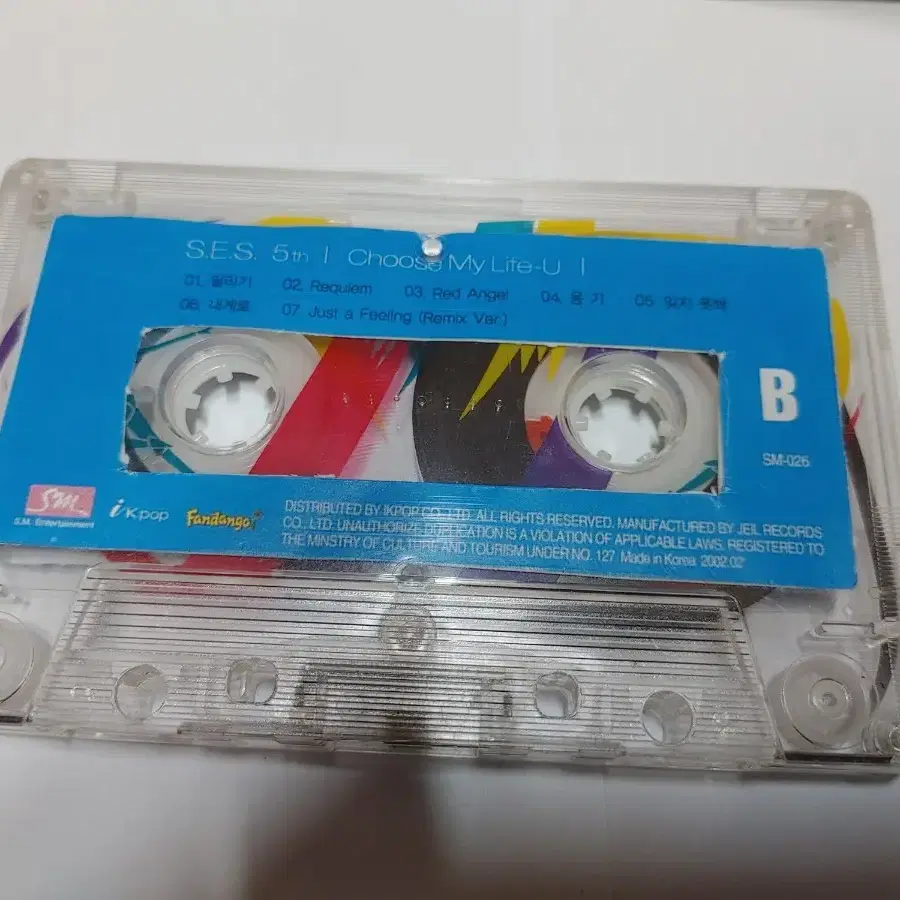 S.E.S. 5th | Choose My Life-U |
01. 달리기 02. Requiem 03. Red Angel 04. 용 기 05. 잊지 못해
06. 내게로 07 Just a Feeling (Remix Ver.)
B
SM-026
S.M.
S.M. Entertainment
iKpop
Fandango!
DISTRIBUTED BY IKPOP CO., LTD. ALL RIGHTS RESERVED. MANUFACTURED BY JEIL RECORDS
CO., LTD. UNAUTHORIZE DUPLICATION IS A VIOLATION OF APPLICABLE LAWS. REGISTERED TO
THE MINSTRY OF CULTURE AND TOURISM UNDER NO. 127 Made in Korea 2002.02